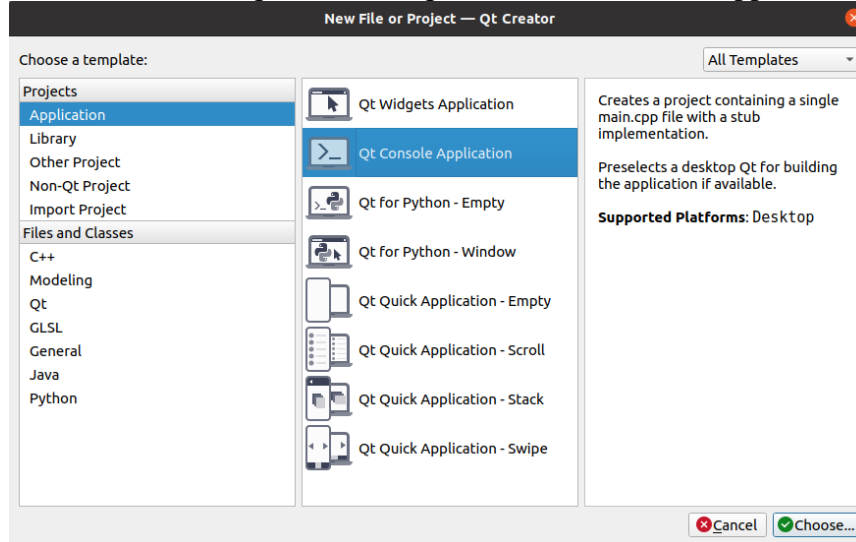 New File or Project — Qt Creator
Choose a template:
All Templates
Projects
Application
Library
Other Project
Non-Qt Project
Import Project
Files and Classes
C++
Modeling
Qt
GLSL
General
Java
Python
Qt Widgets Application
Qt Console Application
Qt for Python - Empty
Qt for Python - Window
Qt Quick Application - Empty
Qt Quick Application - Scroll
Qt Quick Application - Stack
Qt Quick Application - Swipe
Creates a project containing a single
main.cpp file with a stub
implementation.
Preselects a desktop Qt for building
the application if available.
Supported Platforms: Desktop
Cancel
Choose...